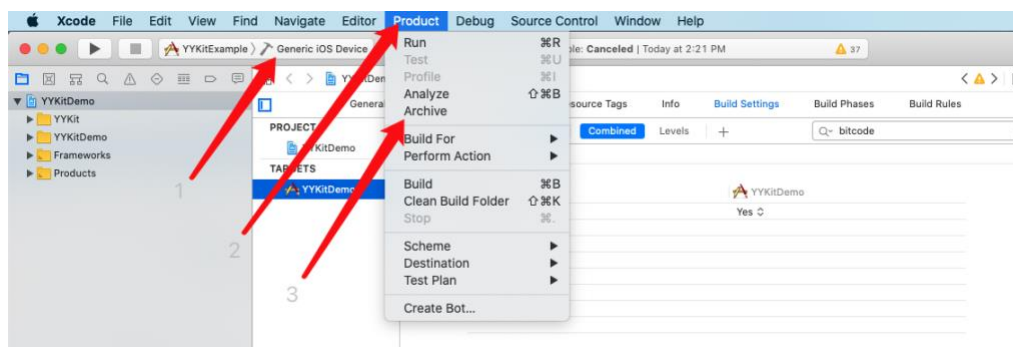 Xcode File Edit View Find Navigate Editor Product Debug Source Control Window Help
YYKitExample Generic iOS Device Canceled | Today at 2:21 PM 37
YYKitDemo
YYKit
YYKitDemo
Frameworks
Products
1
2
3
PROJECT
YYKitDemo
TARGETS
YYKitDemo
Run ⌘R
Test ⌘U
Profile ⌘I
Analyze ⇧⌘B
Archive
Build For
Perform Action
Build ⌘B
Clean Build Folder ⇧⌘K
Stop ⌘.
Scheme
Destination
Test Plan
Create Bot...
Resource Tags Info Build Settings Build Phases Build Rules
Combined Levels + bitcode
YYKitDemo
Yes